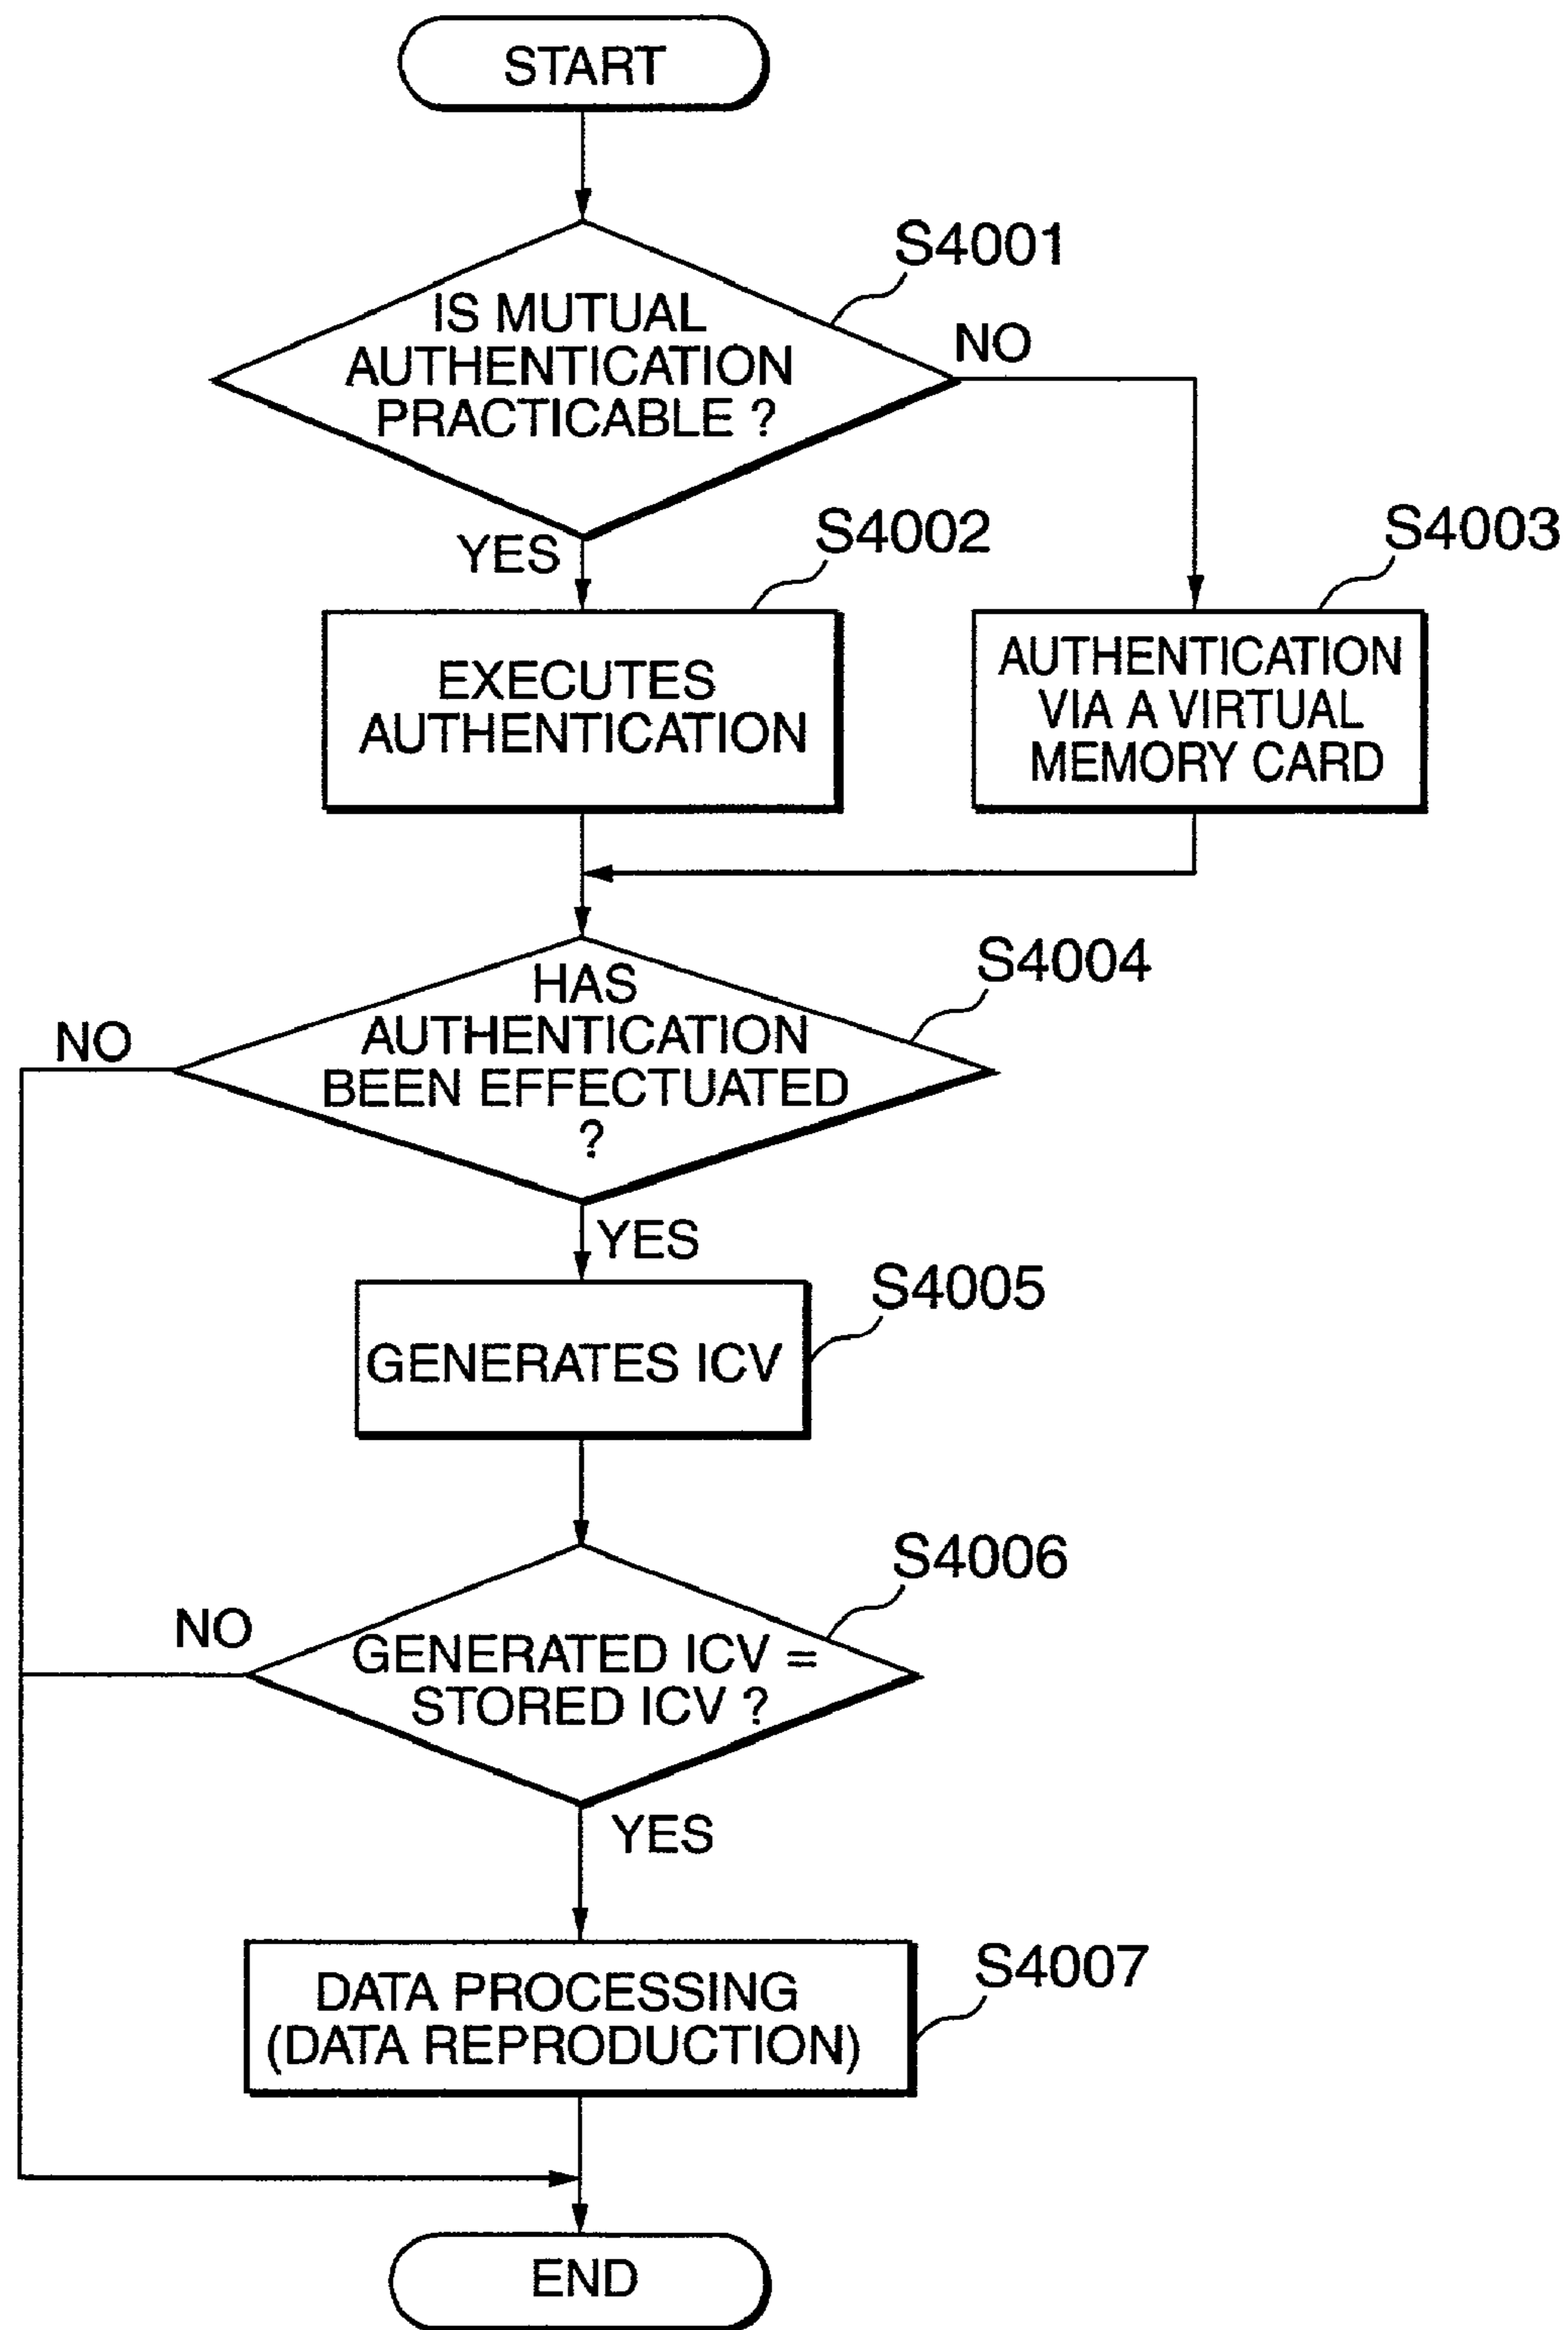 START
S4001
IS MUTUAL
AUTHENTICATION
PRACTICABLE ?
NO
YES
S4002
S4003
EXECUTES
AUTHENTICATION
AUTHENTICATION
VIA A VIRTUAL
MEMORY CARD
S4004
HAS
AUTHENTICATION
BEEN EFFECTUATED
?
NO
YES
S4005
GENERATES ICV
S4006
NO
GENERATED ICV =
STORED ICV ?
YES
S4007
DATA PROCESSING
(DATA REPRODUCTION)
END